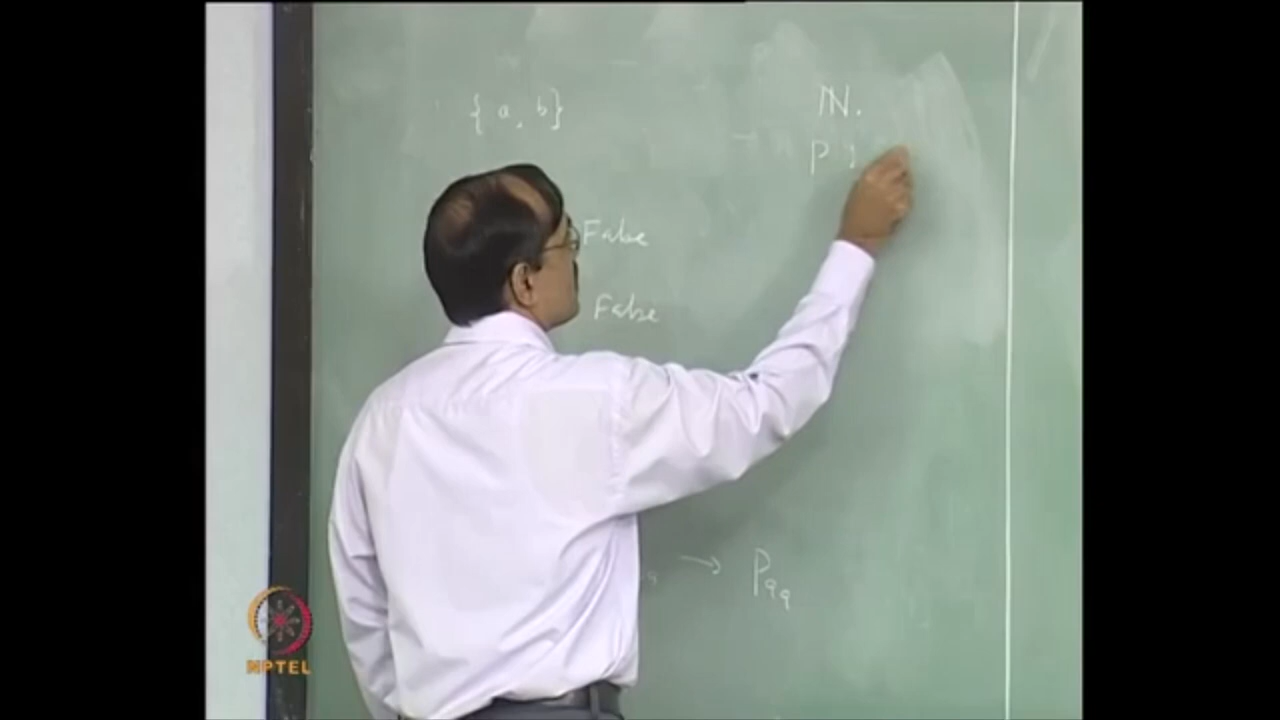 { a, b}
ℕ.
P :
False
False
q → Pqq
NPTEL